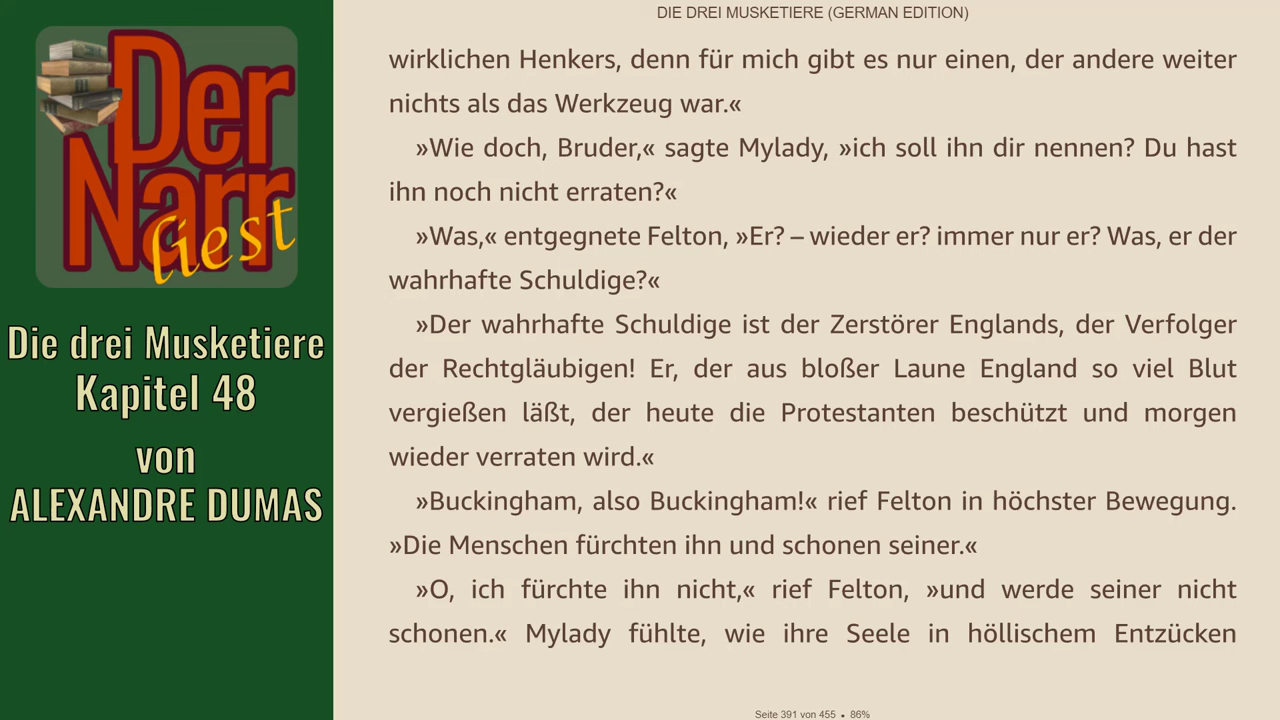 Der
Narr
liest
Die drei Musketiere
Kapitel 48
von
ALEXANDRE DUMAS
DIE DREI MUSKETIERE (GERMAN EDITION)
wirklichen Henkers, denn für mich gibt es nur einen, der andere weiter
nichts als das Werkzeug war.«
»Wie doch, Bruder,« sagte Mylady, »ich soll ihn dir nennen? Du hast
ihn noch nicht erraten?«
»Was,« entgegnete Felton, »Er? – wieder er? immer nur er? Was, er der
wahrhafte Schuldige?«
»Der wahrhafte Schuldige ist der Zerstörer Englands, der Verfolger
der Rechtgläubigen! Er, der aus bloßer Laune England so viel Blut
vergießen läßt, der heute die Protestanten beschützt und morgen
wieder verraten wird.«
»Buckingham, also Buckingham!« rief Felton in höchster Bewegung.
»Die Menschen fürchten ihn und schonen seiner.«
»O, ich fürchte ihn nicht,« rief Felton, »und werde seiner nicht
schonen.« Mylady fühlte, wie ihre Seele in höllischem Entzücken
Seite 391 von 455 • 86%